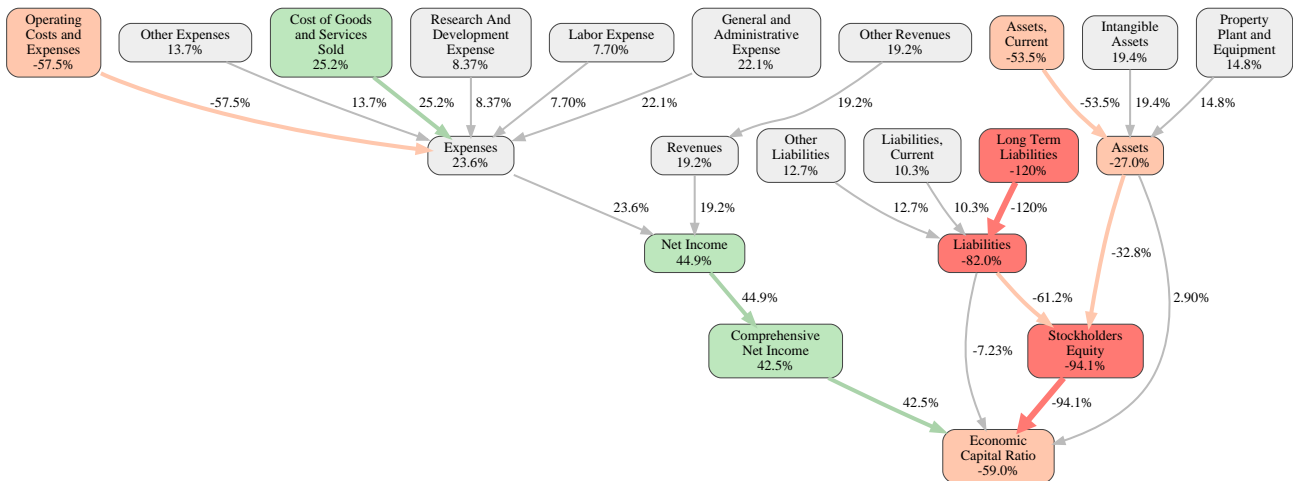 Operating
Costs and
Expenses
-57.5%
Other Expenses
13.7%
Cost of Goods
and Services
Sold
25.2%
Research And
Development
Expense
8.37%
Labor Expense
7.70%
General and
Administrative
Expense
22.1%
Other Revenues
19.2%
Assets,
Current
-53.5%
Intangible
Assets
19.4%
Property
Plant and
Equipment
14.8%
-57.5%
13.7%
25.2%
8.37%
7.70%
22.1%
19.2%
-53.5%
19.4%
14.8%
Expenses
23.6%
Revenues
19.2%
Other
Liabilities
12.7%
Liabilities,
Current
10.3%
Long Term
Liabilities
-120%
Assets
-27.0%
23.6%
19.2%
12.7%
10.3%
-120%
Net Income
44.9%
Liabilities
-82.0%
-32.8%
44.9%
-61.2%
2.90%
Comprehensive
Net Income
42.5%
-7.23%
Stockholders
Equity
-94.1%
42.5%
-94.1%
Economic
Capital Ratio
-59.0%